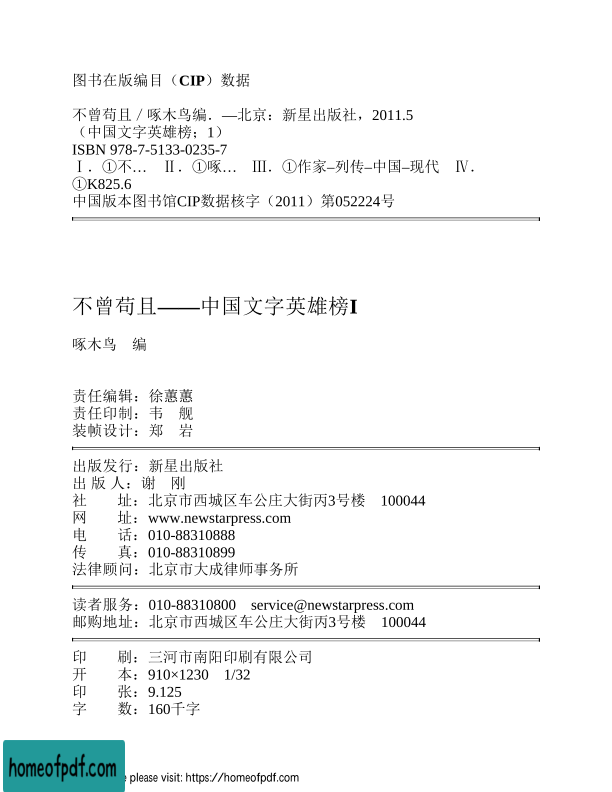 图书在版编目（CIP）数据
不曾苟且／啄木鸟编．—北京：新星出版社，2011.5
（中国文字英雄榜；1）
ISBN 978-7-5133-0235-7
Ⅰ．①不… Ⅱ．①啄… Ⅲ．①作家–列传–中国–现代 Ⅳ．
①K825.6
中国版本图书馆CIP数据核字（2011）第052224号
不曾苟且——中国文字英雄榜I
啄木鸟　编
责任编辑：徐蕙蕙
责任印制：韦　舰
装帧设计：郑　岩
出版发行：新星出版社
出 版 人：谢　刚
社　　址：北京市西城区车公庄大街丙3号楼　100044
网　　址：www.newstarpress.com
电　　话：010-88310888
传　　真：010-88310899
法律顾问：北京市大成律师事务所
读者服务：010-88310800　service@newstarpress.com
邮购地址：北京市西城区车公庄大街丙3号楼　100044
印　　刷：三河市南阳印刷有限公司
开　　本：910×1230　1/32
印　　张：9.125
字　　数：160千字
homeofpdf.com
please visit: https://homeofpdf.com